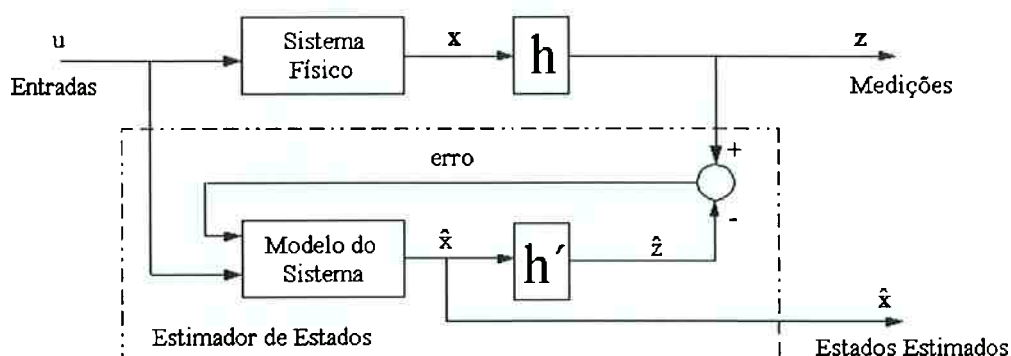 u
Entradas
Sistema
Físico
x
h
z
Medições
+
erro
-
Modelo do
Sistema
x̂
h´
ẑ
x̂
Estimador de Estados
Estados Estimados